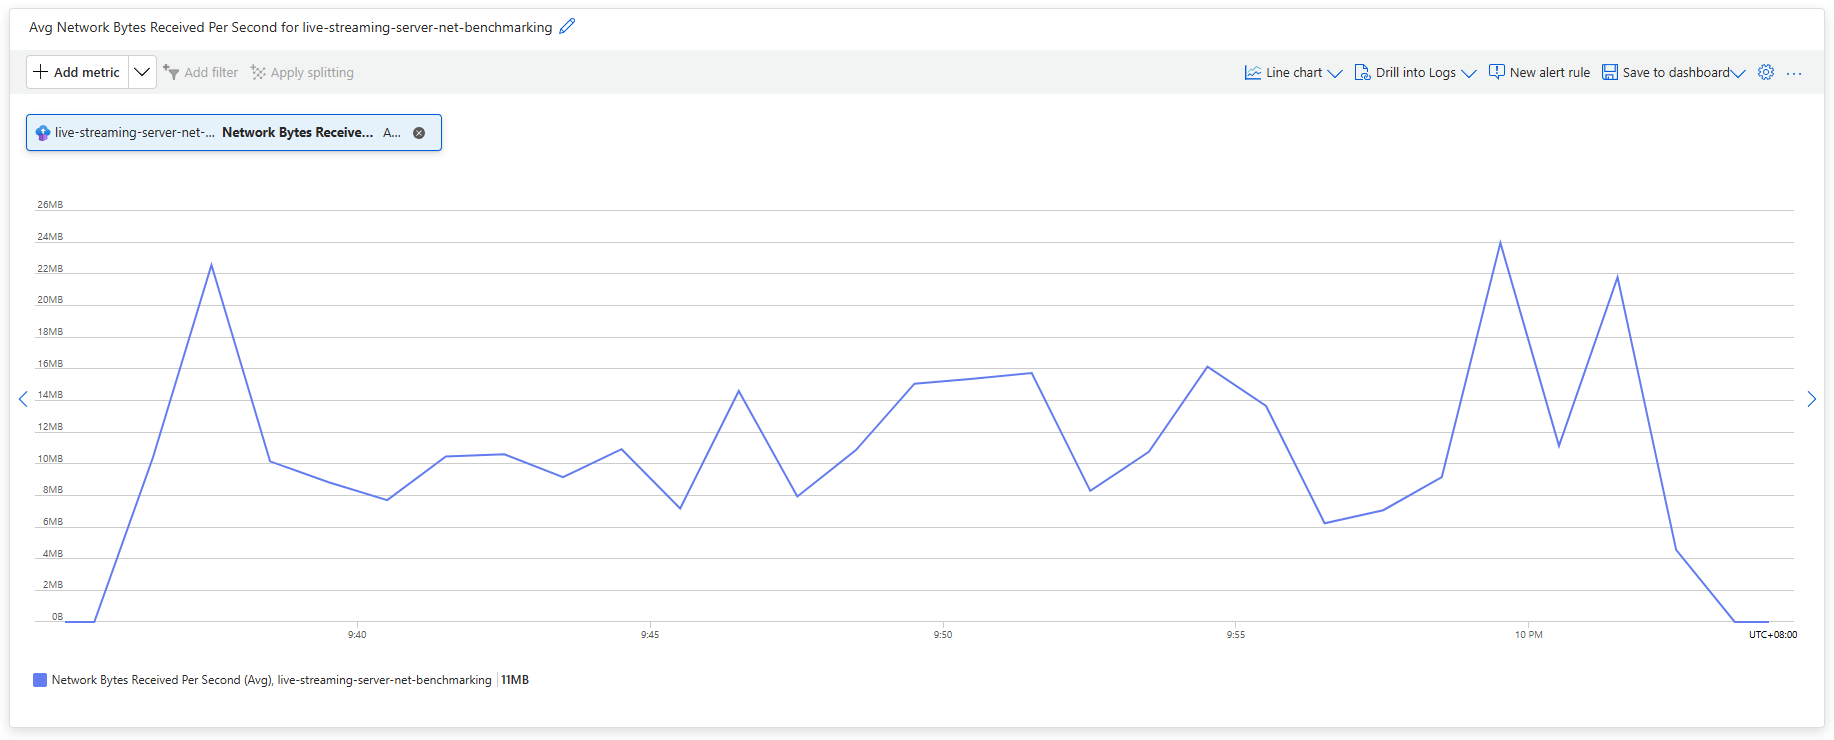 Avg Network Bytes Received Per Second for live-streaming-server-net-benchmarking
Add metric Add filter Apply splitting Line chart Drill into Logs New alert rule Save to dashboard ...
live-streaming-server-net-... Network Bytes Receive... A...
26MB
24MB
22MB
20MB
18MB
16MB
14MB
12MB
10MB
8MB
6MB
4MB
2MB
0B
9:40 9:45 9:50 9:55 10 PM UTC+08:00
Network Bytes Received Per Second (Avg), live-streaming-server-net-benchmarking 11MB